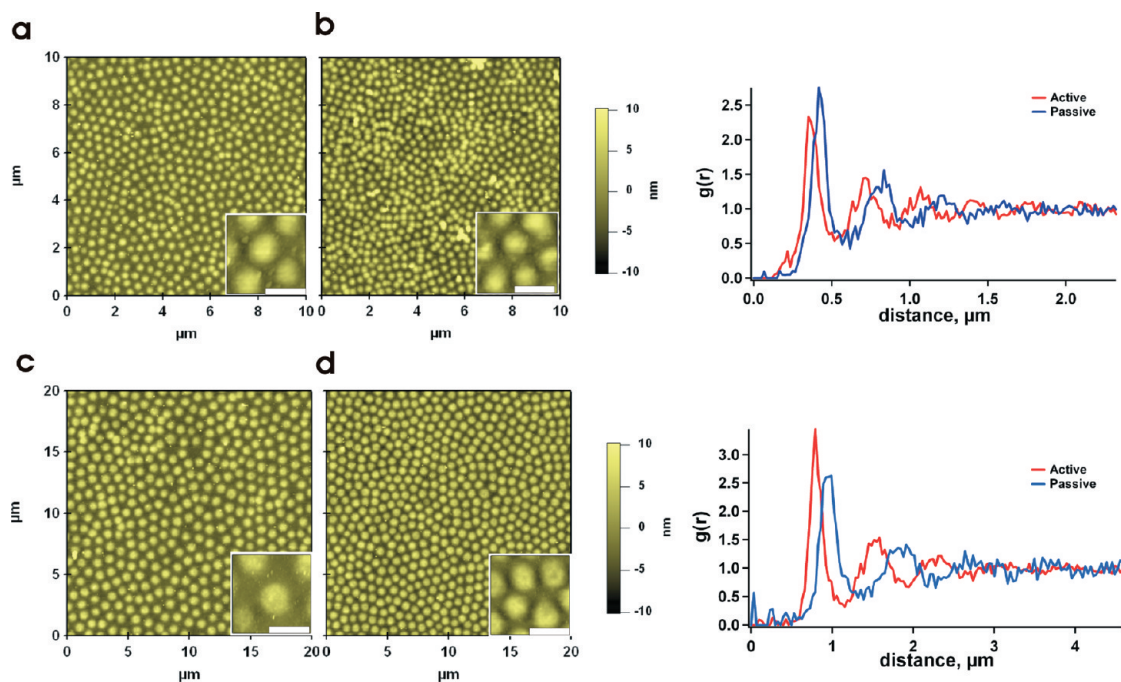 a
b
10
8
6
4
2
0
µm
0 2 4 6 8 10
µm
0 2 4 6 8 10
µm
10
5
0
-5
-10
nm
2.5
2.0
1.5
1.0
0.5
0.0
g(r)
Active
Passive
0.0 0.5 1.0 1.5 2.0
distance, µm
c
d
20
15
10
5
0
µm
0 5 10 15 20
µm
0 5 10 15 20
µm
10
5
0
-5
-10
nm
3.0
2.5
2.0
1.5
1.0
0.5
0.0
g(r)
Active
Passive
0 1 2 3 4
distance, µm